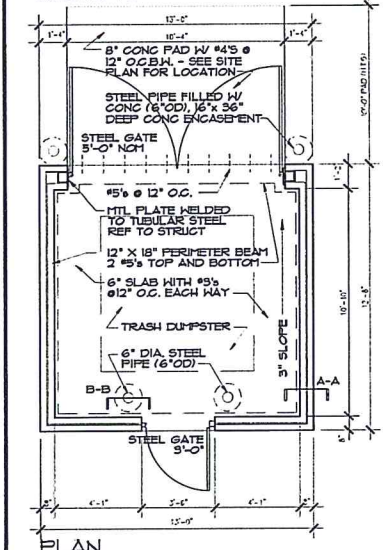 13'-0"
1'-4"
10'-4"
1'-4"
8" CONC PAD W/ #4'S @
12" O.C.B.W. - SEE SITE
PLAN FOR LOCATION
STEEL PIPE FILLED W/
CONC (6"OD), 16"x 36"
DEEP CONC ENCASEMENT
STEEL GATE
5'-0" NOM
#5's @ 12" O.C.
MTL PLATE WELDED
TO TUBULAR STEEL
REF TO STRUCT
12" X 18" PERIMETER BEAM
2 #5's TOP AND BOTTOM
6" SLAB WITH #3's
@12" O.C. EACH WAY
TRASH DUMPSTER
6" DIA. STEEL
PIPE (6"OD)
3" SLOPE
10'-10"
12'-8"
B-B
A-A
STEEL GATE
3'-0"
8"
4'-1"
4'-1"
8"
13'-0"
PLAN